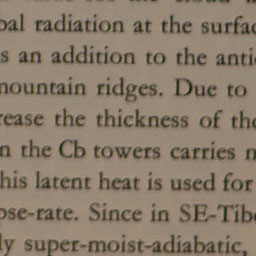 bal radiation at the surfac
s an addition to the anti
mountain ridges. Due to
rease the thickness of the
n the Cb towers carries
his latent heat is used for
pse-rate. Since in SE-Tibe
ly super-moist-adiabatic,